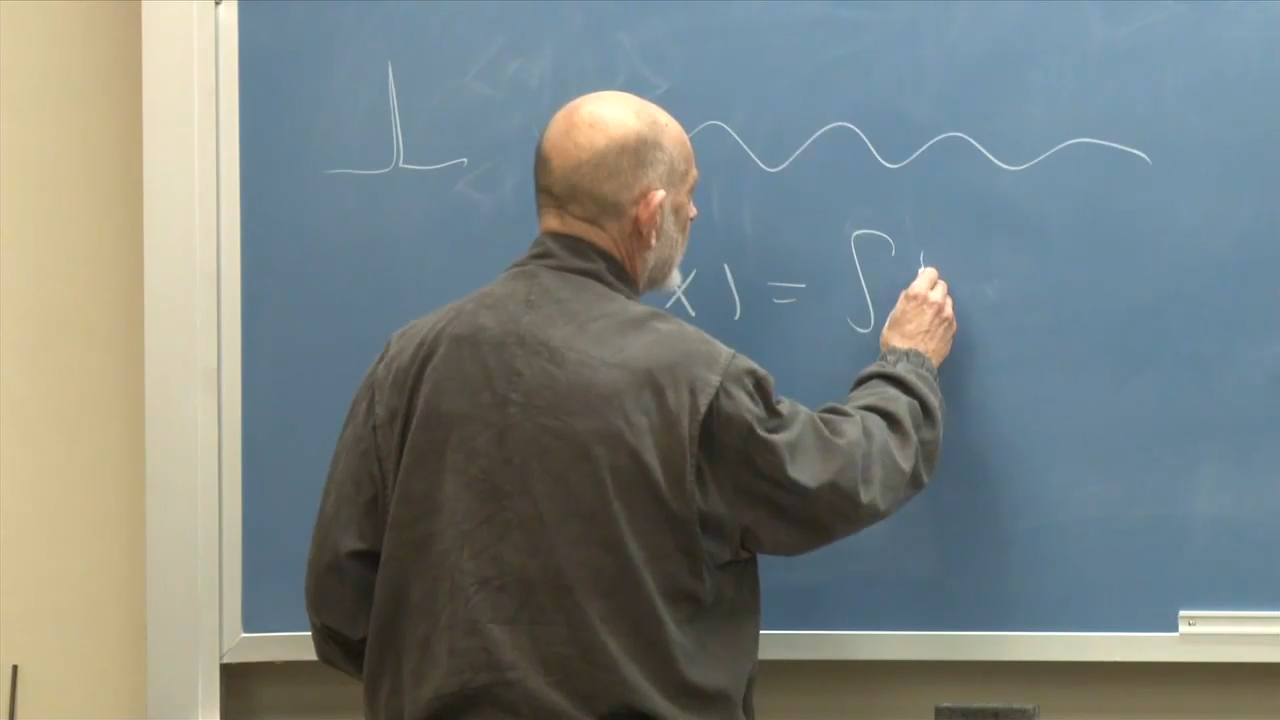 x) = ∫